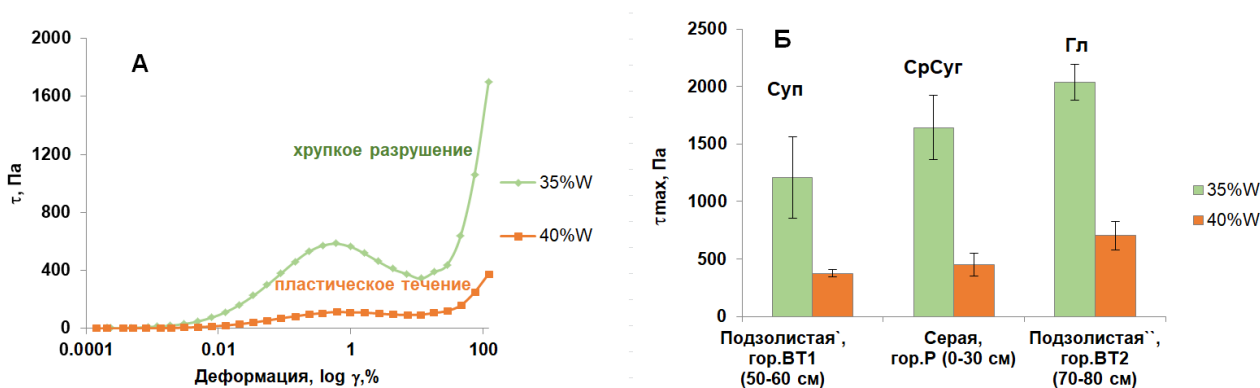 А
τ, Па
2000
1600
1200
800
400
0
хрупкое разрушение
пластическое течение
35%W
40%W
0.0001
0.01
1
100
Деформация, log γ,%
Б
τmax, Па
2500
2000
1500
1000
500
0
Суп
СрСуг
Гл
35%W
40%W
Подзолистая`,
гор.BT1
(50-60 см)
Серая,
гор.P (0-30 см)
Подзолистая``,
гор.BT2
(70-80 см)